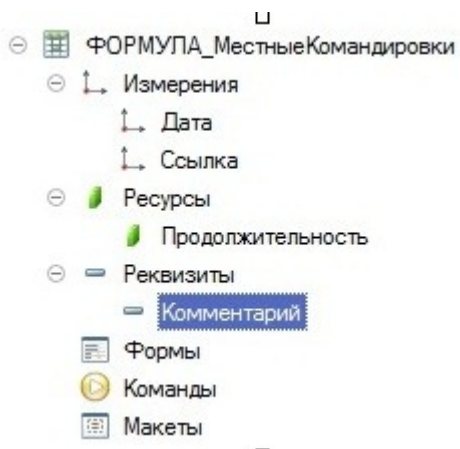 ФОРМУЛА_МестныеКомандировки
Измерения
Дата
Ссылка
Ресурсы
Продолжительность
Реквизиты
Комментарий
Формы
Команды
Макеты